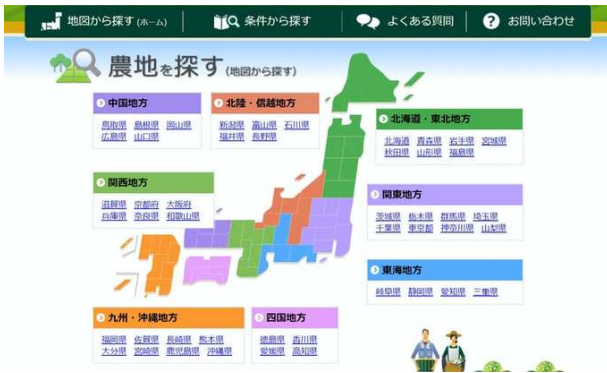 地図から探す(ホーム)
条件から探す
よくある質問
お問い合わせ
農地を探す(地図から探す)
中国地方
鳥取県 島根県 岡山県
広島県 山口県
北陸・信越地方
新潟県 富山県 石川県
福井県 長野県
北海道・東北地方
北海道 青森県 岩手県 宮城県
秋田県 山形県 福島県
関西地方
滋賀県 京都府 大阪府
兵庫県 奈良県 和歌山県
関東地方
茨城県 栃木県 群馬県 埼玉県
千葉県 東京都 神奈川県 山梨県
東海地方
岐阜県 静岡県 愛知県 三重県
九州・沖縄地方
福岡県 佐賀県 長崎県 熊本県
大分県 宮崎県 鹿児島県 沖縄県
四国地方
徳島県 香川県
愛媛県 高知県